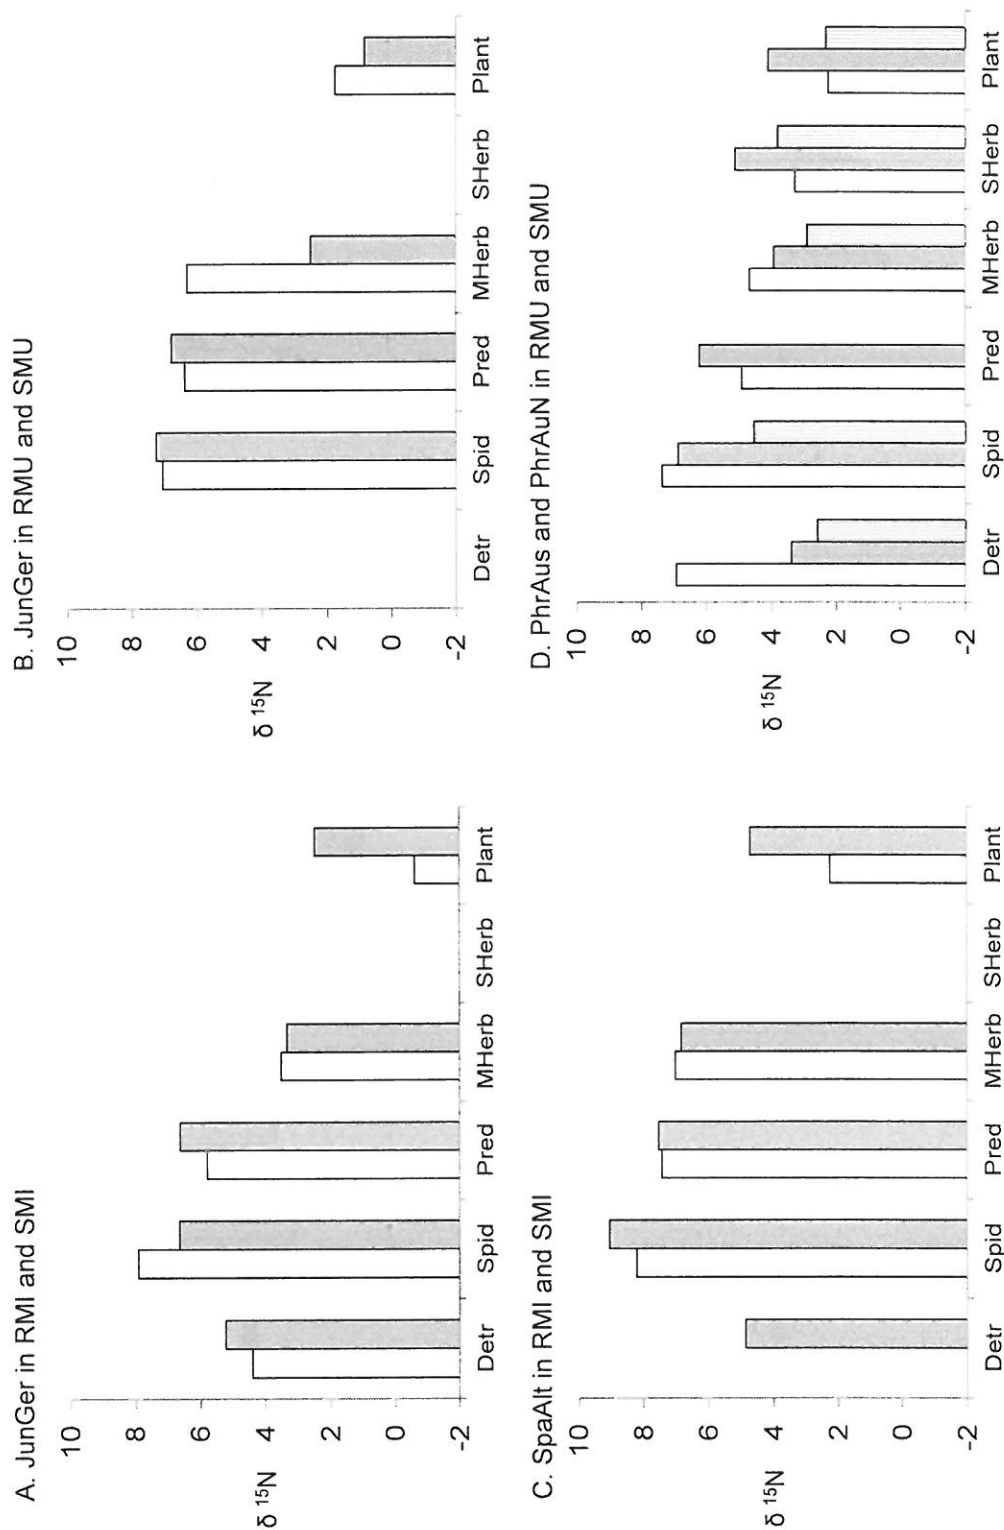 A. JunGer in RMI and SMI
10
8
6
4
2
0
-2
δ ¹⁵N
Detr Spid Pred MHerb SHerb Plant
B. JunGer in RMU and SMU
10
8
6
4
2
0
-2
δ ¹⁵N
Detr Spid Pred MHerb SHerb Plant
C. SpaAlt in RMI and SMI
10
8
6
4
2
0
-2
δ ¹⁵N
Detr Spid Pred MHerb SHerb Plant
D. PhrAus and PhrAuN in RMU and SMU
10
8
6
4
2
0
-2
δ ¹⁵N
Detr Spid Pred MHerb SHerb Plant